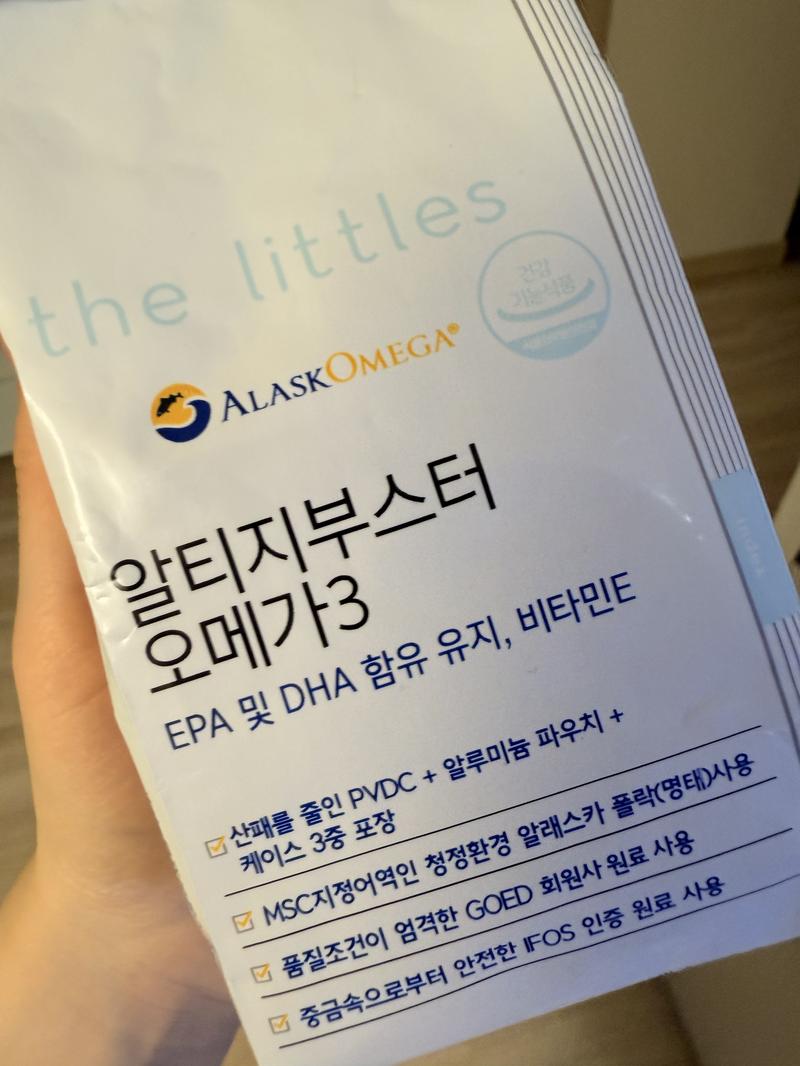 the littles
건강
기능식품
ALASKOMEGA®
알티지부스터
오메가3
index
EPA 및 DHA 함유 유지, 비타민E
산패를 줄인 PVDC + 알루미늄 파우치 +
케이스 3중 포장
MSC지정어역인 청정환경 알래스카 폴락(명태)사용
품질조건이 엄격한 GOED 회원사 원료 사용
중금속으로부터 안전한 IFOS 인증 원료 사용